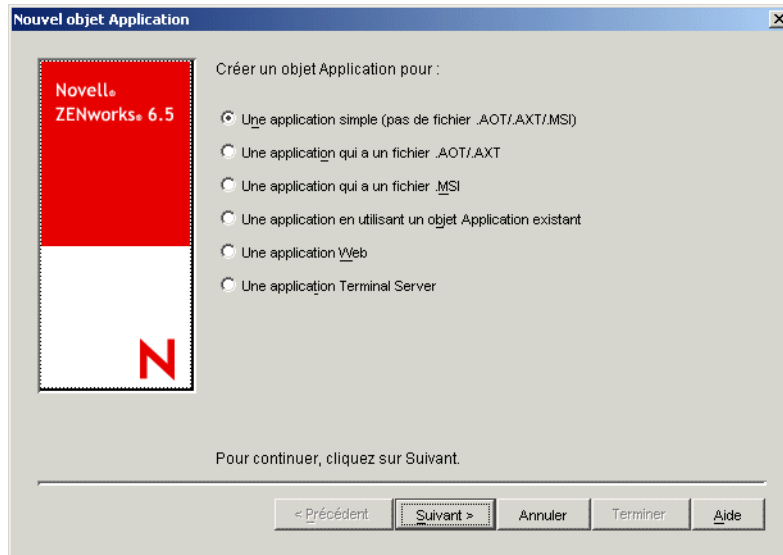 Nouvel objet Application
Novell®
ZENworks® 6.5
Créer un objet Application pour :
Une application simple (pas de fichier .AOT/.AXT/.MSI)
Une application qui a un fichier .AOT/.AXT
Une application qui a un fichier .MSI
Une application en utilisant un objet Application existant
Une application Web
Une application Terminal Server
N
Pour continuer, cliquez sur Suivant.
< Précédent
Suivant >
Annuler
Terminer
Aide